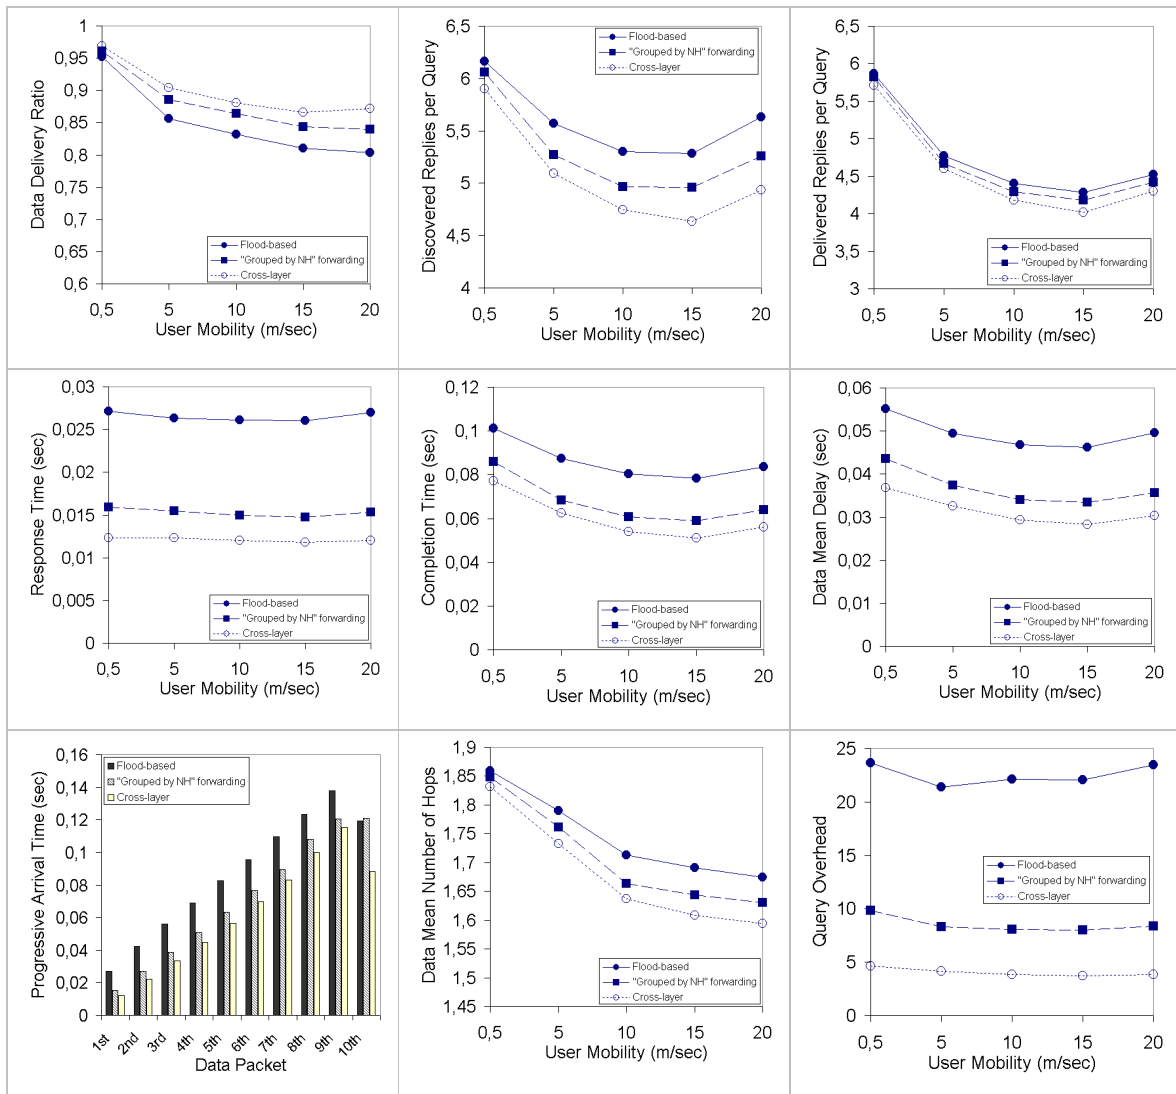 Data Delivery Ratio
1
0,95
0,9
0,85
0,8
0,75
0,7
0,65
0,6
Flood-based
"Grouped by NH" forwarding
Cross-layer
0,5 5 10 15 20
User Mobility (m/sec)
Discovered Replies per Query
6,5
6
5,5
5
4,5
4
Flood-based
"Grouped by NH" forwarding
Cross-layer
0,5 5 10 15 20
User Mobility (m/sec)
Delivered Replies per Query
6,5
6
5,5
5
4,5
4
3,5
3
Flood-based
"Grouped by NH" forwarding
Cross-layer
0,5 5 10 15 20
User Mobility (m/sec)
Response Time (sec)
0,03
0,025
0,02
0,015
0,01
0,005
0
Flood-based
"Grouped by NH" forwarding
Cross-layer
0,5 5 10 15 20
User Mobility (m/sec)
Completion Time (sec)
0,12
0,1
0,08
0,06
0,04
0,02
0
Flood-based
"Grouped by NH" forwarding
Cross-layer
0,5 5 10 15 20
User Mobility (m/sec)
Data Mean Delay (sec)
0,06
0,05
0,04
0,03
0,02
0,01
0
Flood-based
"Grouped by NH" forwarding
Cross-layer
0,5 5 10 15 20
User Mobility (m/sec)
Progressive Arrival Time (sec)
0,16
0,14
0,12
0,1
0,08
0,06
0,04
0,02
0
Flood-based
"Grouped by NH" forwarding
Cross-layer
1st 2nd 3rd 4th 5th 6th 7th 8th 9th 10th
Data Packet
Data Mean Number of Hops
1,9
1,85
1,8
1,75
1,7
1,65
1,6
1,55
1,5
1,45
Flood-based
"Grouped by NH" forwarding
Cross-layer
0,5 5 10 15 20
User Mobility (m/sec)
Query Overhead
25
20
15
10
5
0
Flood-based
"Grouped by NH" forwarding
Cross-layer
0,5 5 10 15 20
User Mobility (m/sec)